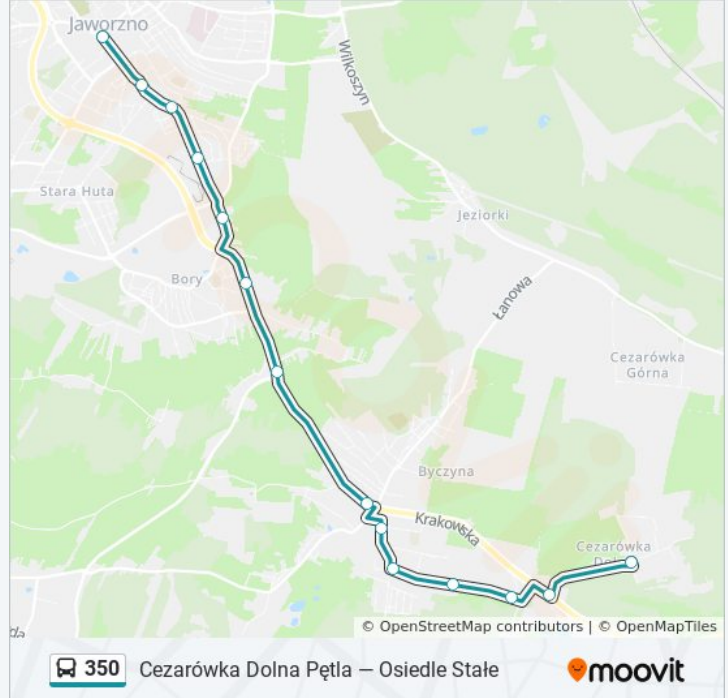 Jaworzno
Wilkoszyn
Stara Huta
Jeziorki
Bory
Łanowa
Cezarówka
Górna
Byczyna
Krakowska
Cezarówka
© OpenStreetMap contributors | © OpenMapTiles
350 Cezarówka Dolna Pętla — Osiedle Stałe
moovit